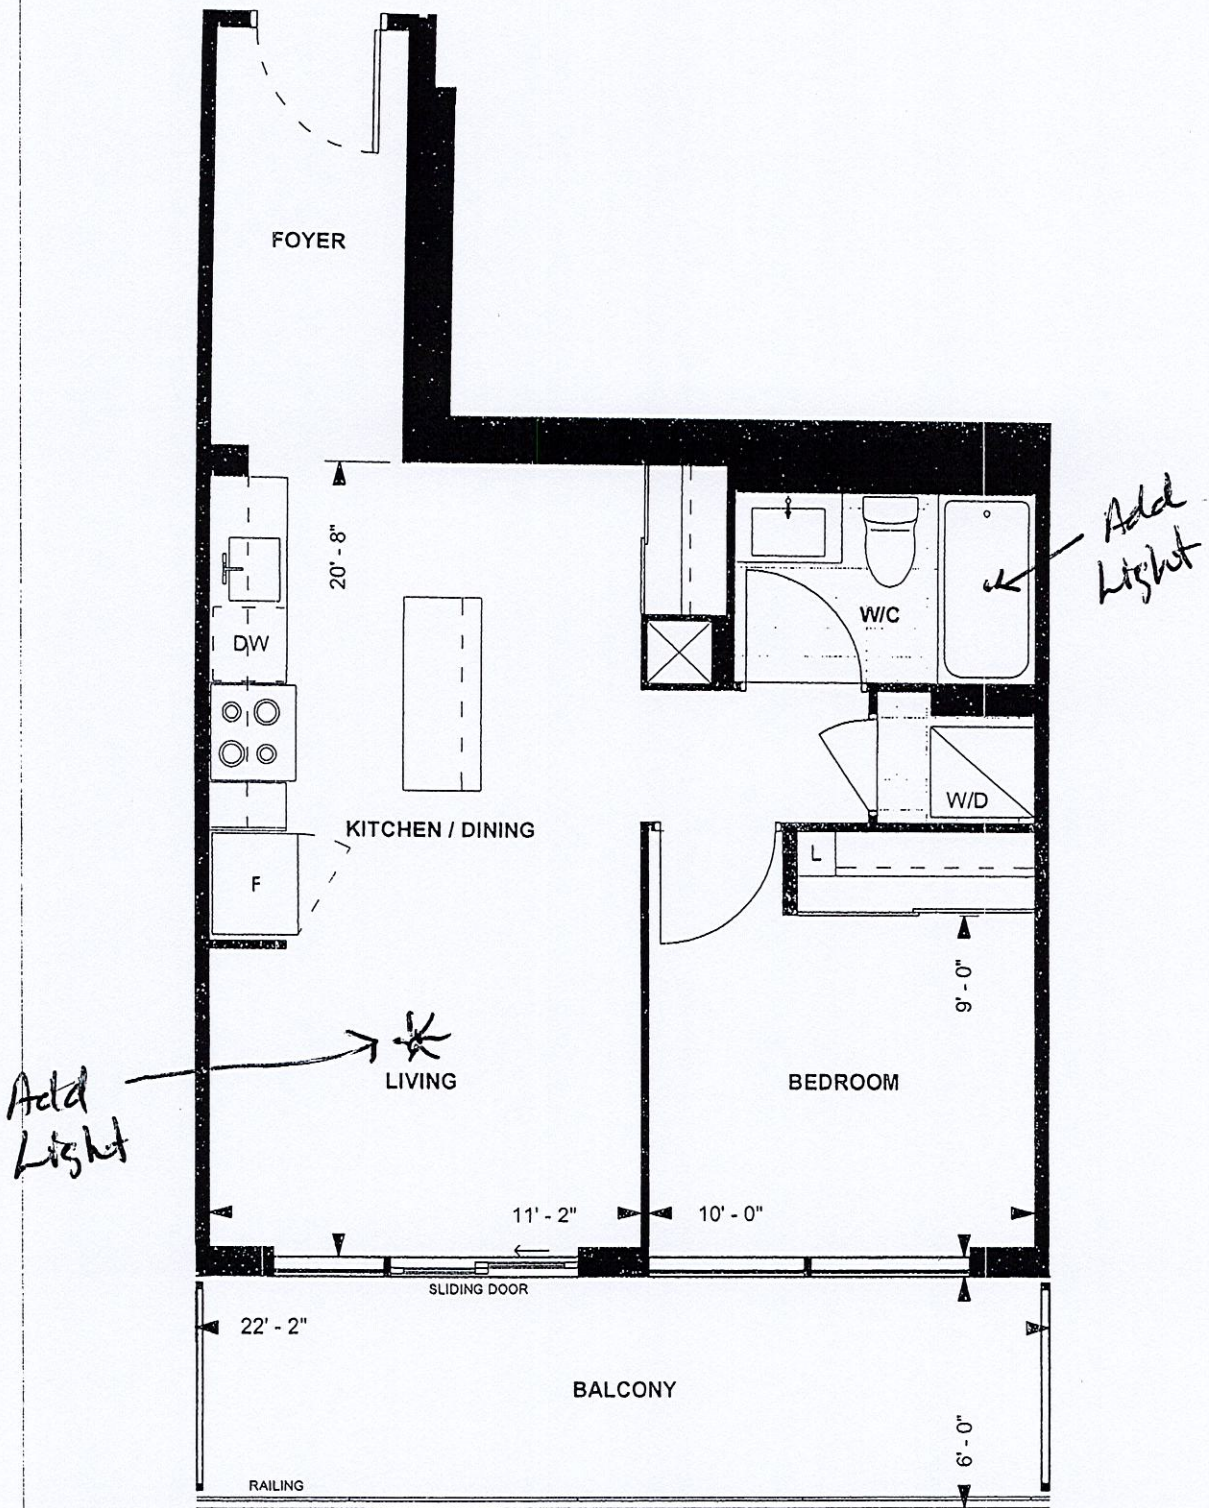 FOYER
20' - 8"
Add
Light
W/C
DW
W/D
KITCHEN / DINING
L
F
9' - 0"
Add
Light
LIVING
BEDROOM
11' - 2"
10' - 0"
SLIDING DOOR
22' - 2"
BALCONY
6' - 0"
RAILING